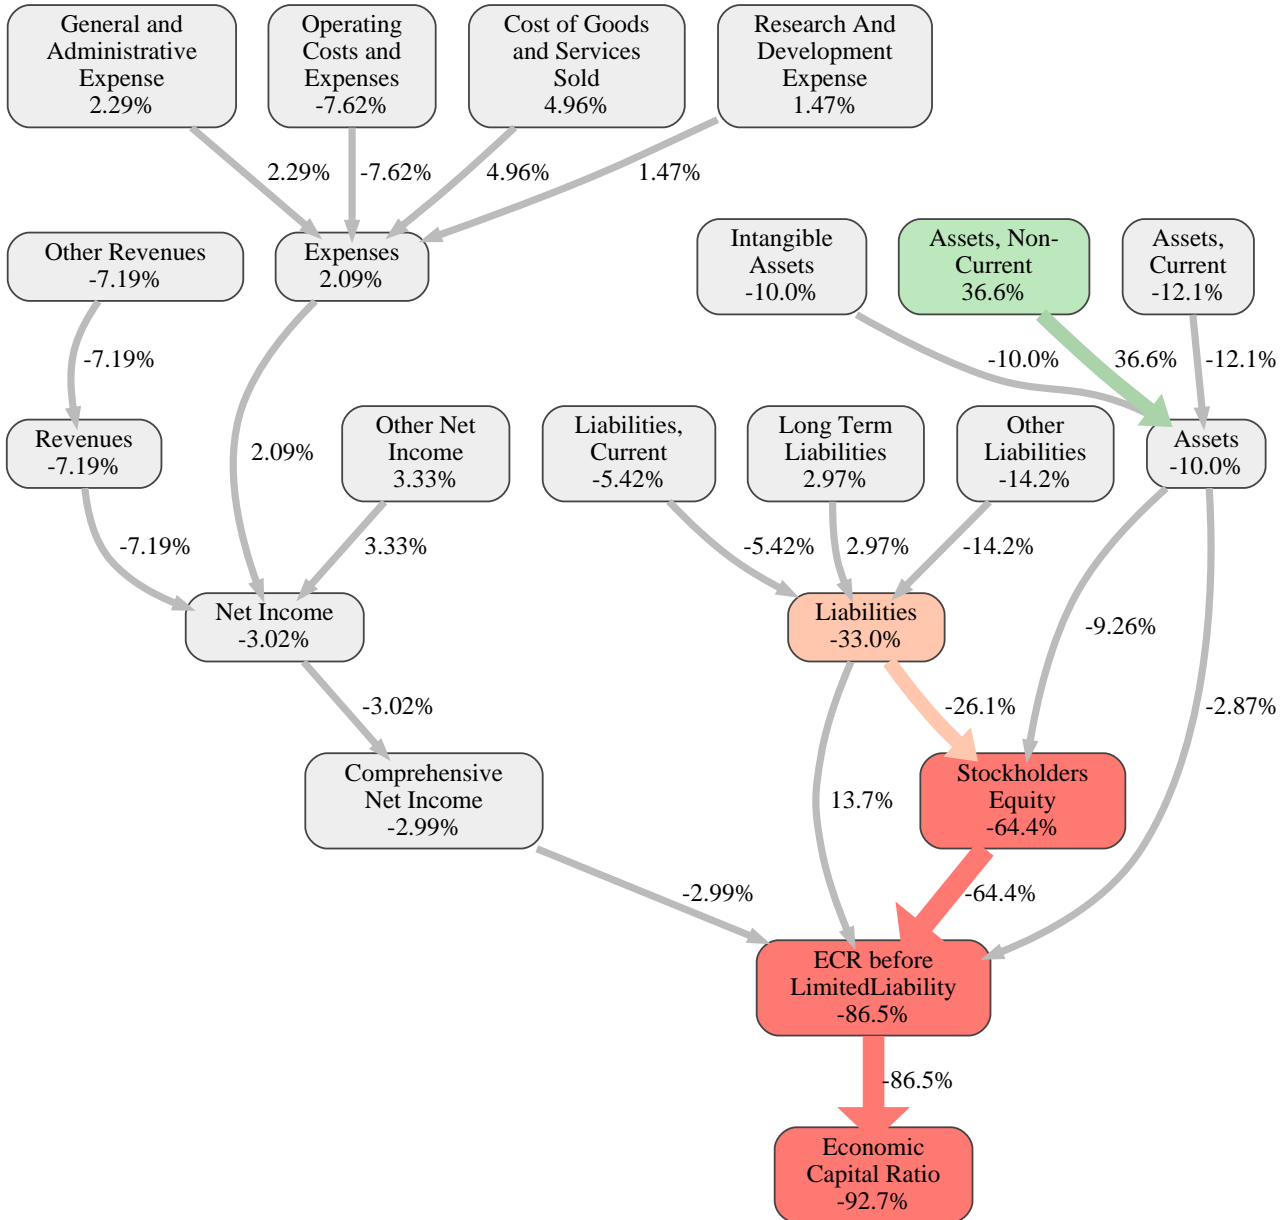 General and
Administrative
Expense
2.29%
Operating
Costs and
Expenses
-7.62%
Cost of Goods
and Services
Sold
4.96%
Research And
Development
Expense
1.47%
2.29%
-7.62%
4.96%
1.47%
Other Revenues
-7.19%
Expenses
2.09%
Intangible
Assets
-10.0%
Assets, Non-
Current
36.6%
Assets,
Current
-12.1%
-7.19%
-10.0%
36.6%
-12.1%
Revenues
-7.19%
2.09%
Other Net
Income
3.33%
Liabilities,
Current
-5.42%
Long Term
Liabilities
2.97%
Other
Liabilities
-14.2%
Assets
-10.0%
-7.19%
3.33%
-5.42%
2.97%
-14.2%
Net Income
-3.02%
Liabilities
-33.0%
-9.26%
-3.02%
-26.1%
-2.87%
Comprehensive
Net Income
-2.99%
13.7%
Stockholders
Equity
-64.4%
-2.99%
-64.4%
ECR before
LimitedLiability
-86.5%
-86.5%
Economic
Capital Ratio
-92.7%